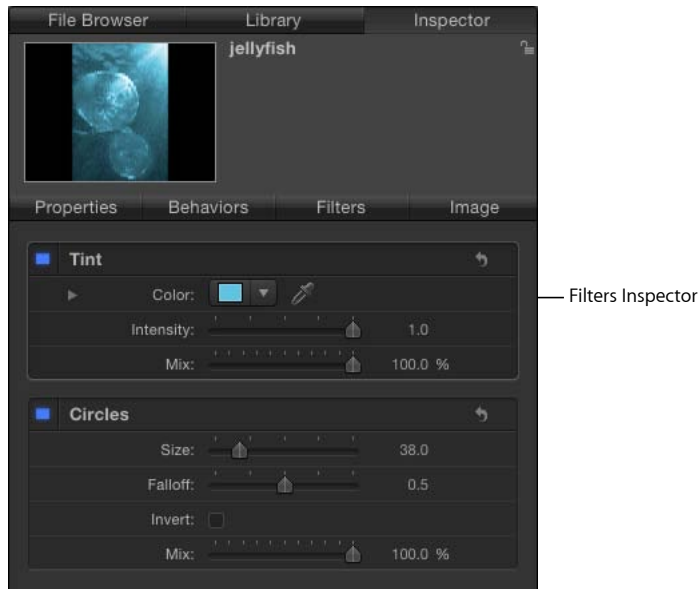 File Browser Library Inspector
jellyfish
Properties Behaviors Filters Image
Tint
Color:
Intensity: 1.0
Mix: 100.0 %
Filters Inspector
Circles
Size: 38.0
Falloff: 0.5
Invert:
Mix: 100.0 %